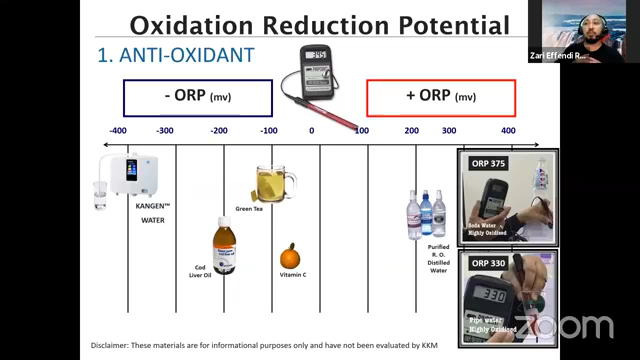 Oxidation Reduction Potential
1. ANTI-OXIDANT
Zari Effendi R...
- ORP (mv)
+ ORP (mv)
-400 -300 -200 -100 0 100 200 300 400
KANGEN™
WATER
Green Tea
Cod
Liver Oil
Vitamin C
Purified
R. O.
Distilled
Water
ORP 375
Soda Water
Highly Oxidised
ORP 330
330
Pipe water
Highly Oxidised
zoom
Disclaimer: These materials are for informational purposes only and have not been evaluated by KKM